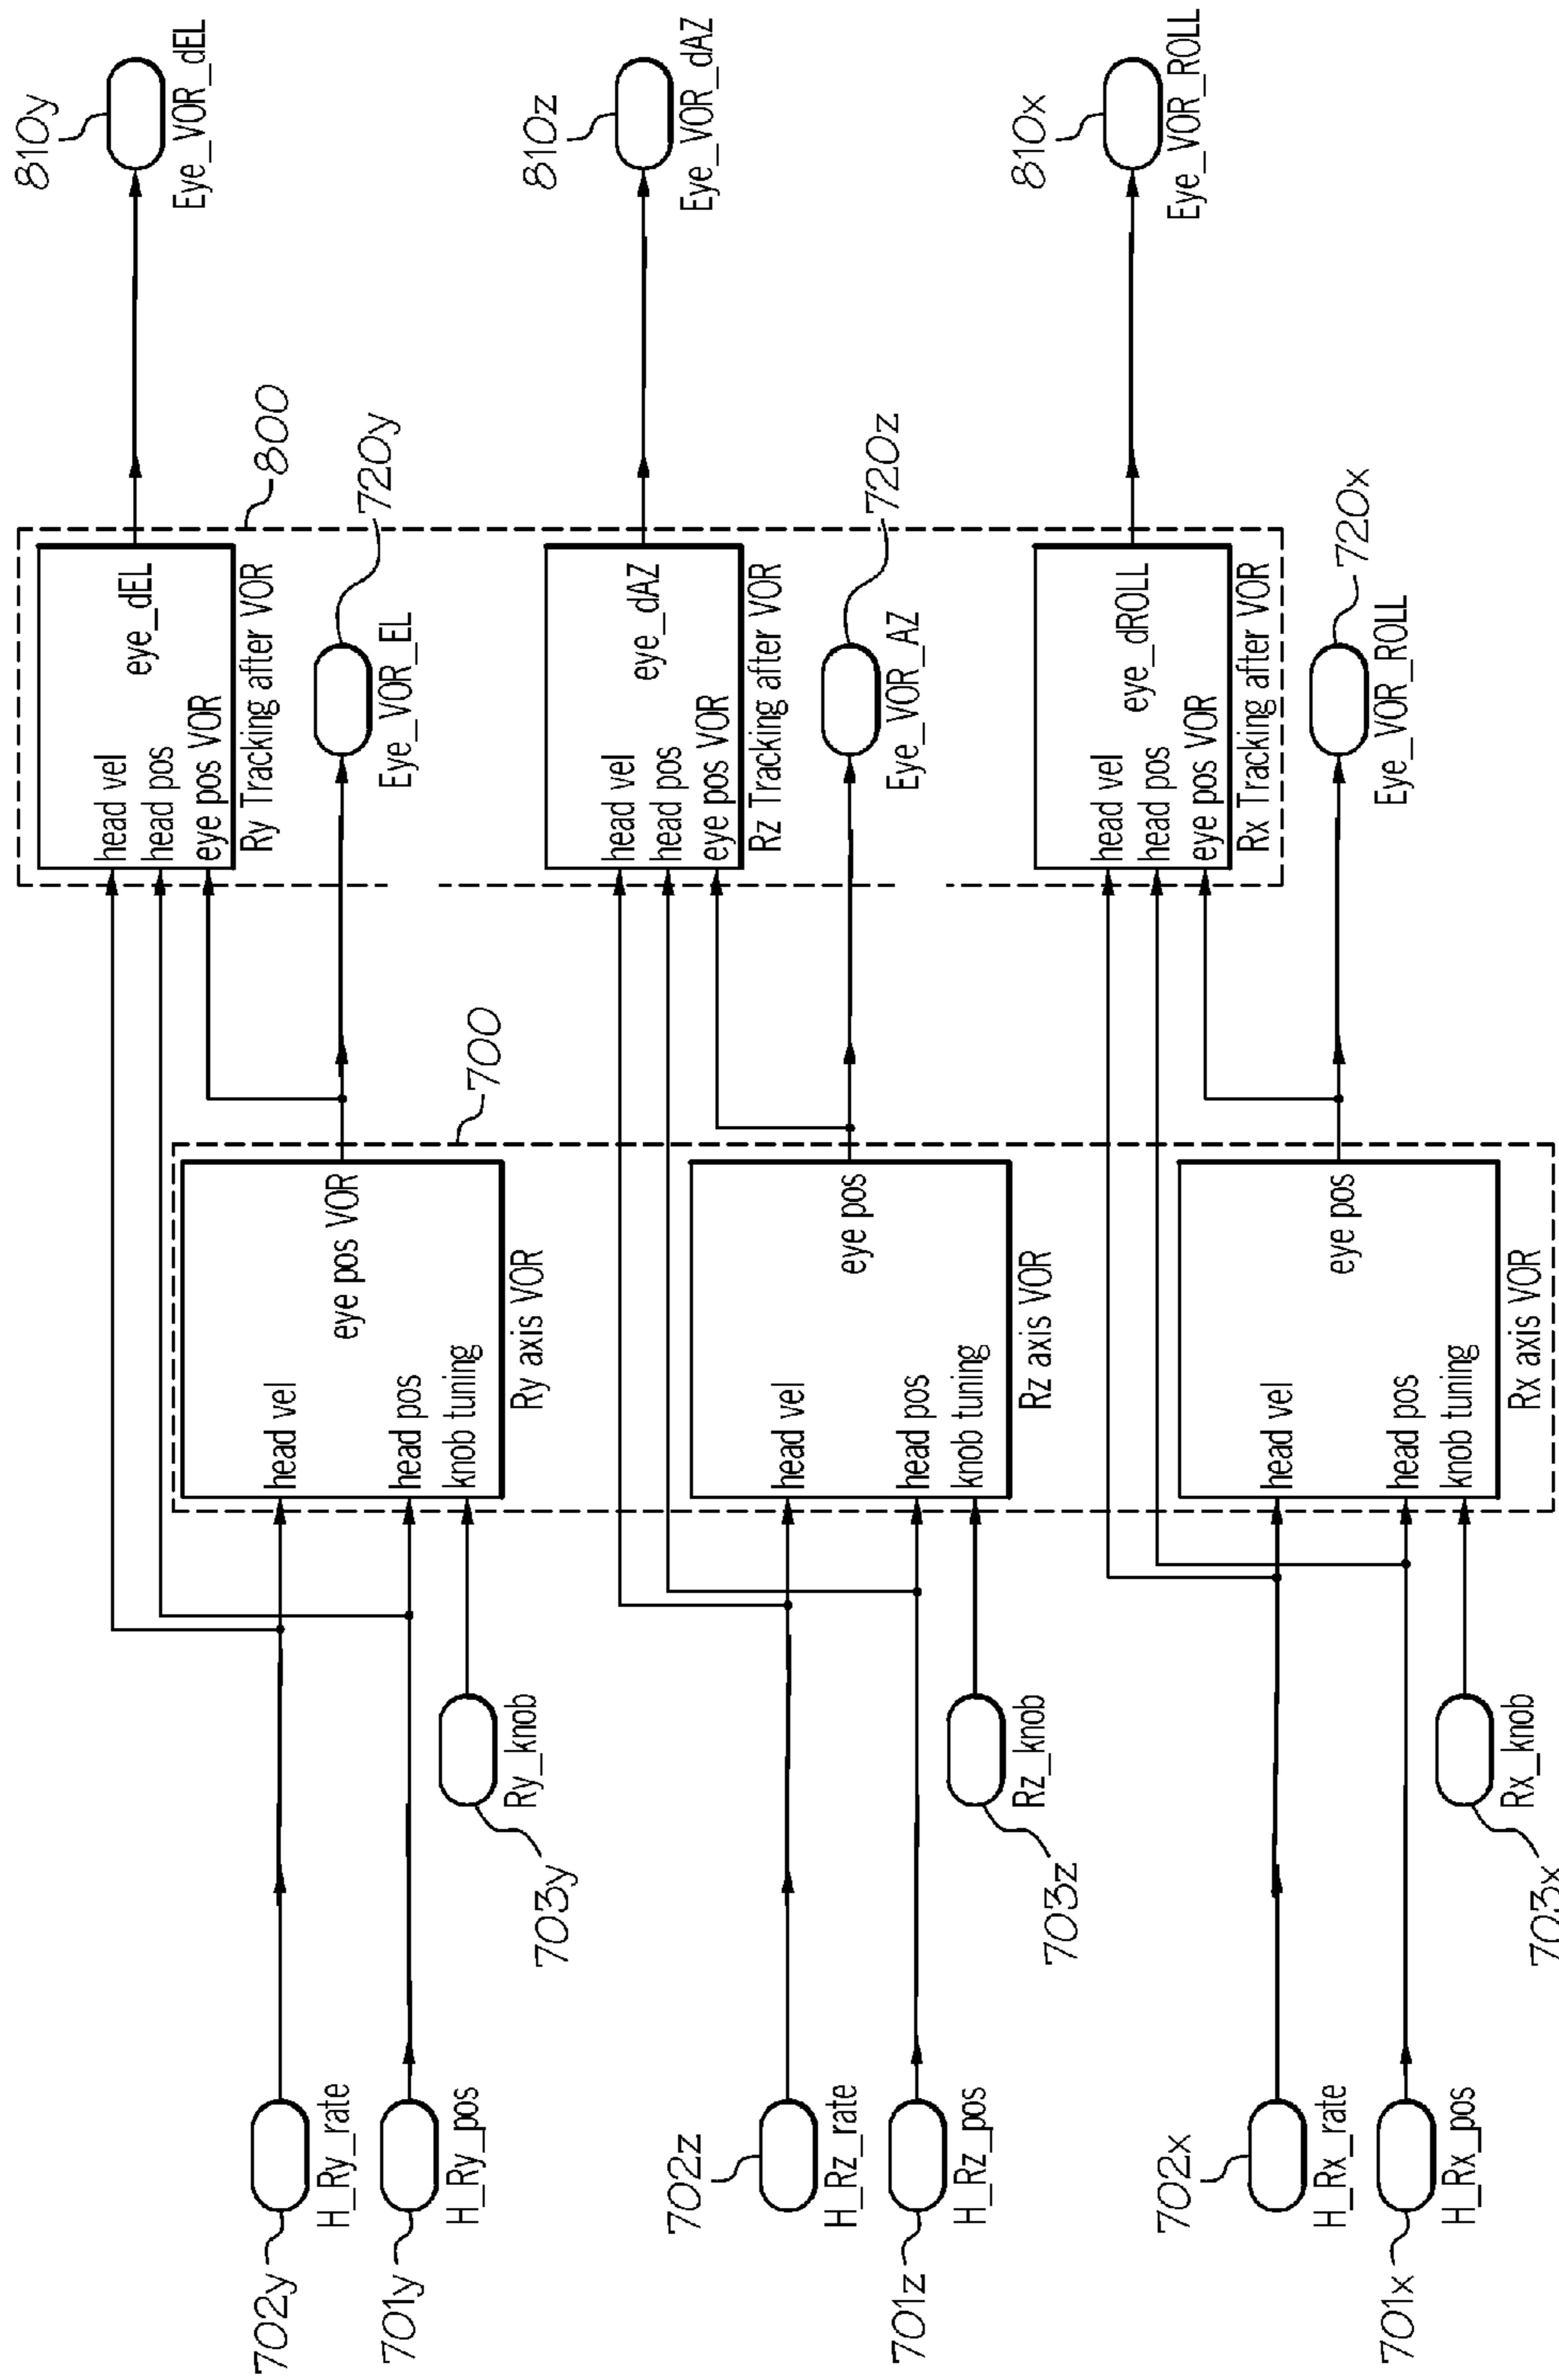 702y
H_Ry_rate
701y
H_Ry_pos
703y
Ry_knob
head vel
head pos
knob tuning
eye pos VOR
Ry axis VOR
700
head vel
head pos
eye pos VOR
eye_dEL
Ry Tracking after VOR
800
720y
Eye_VOR_EL
810y
Eye_VOR_dEL
702z
H_Rz_rate
701z
H_Rz_pos
703z
Rz_knob
head vel
head pos
knob tuning
eye pos
Rz axis VOR
head vel
head pos
eye pos VOR
eye_dAZ
Rz Tracking after VOR
720z
Eye_VOR_AZ
810z
Eye_VOR_dAZ
702x
H_Rx_rate
701x
H_Rx_pos
703x
Rx_knob
head vel
head pos
knob tuning
eye pos
Rx axis VOR
head vel
head pos
eye pos VOR
eye_dROLL
Rx Tracking after VOR
720x
Eye_VOR_ROLL
810x
Eye_VOR_ROLL